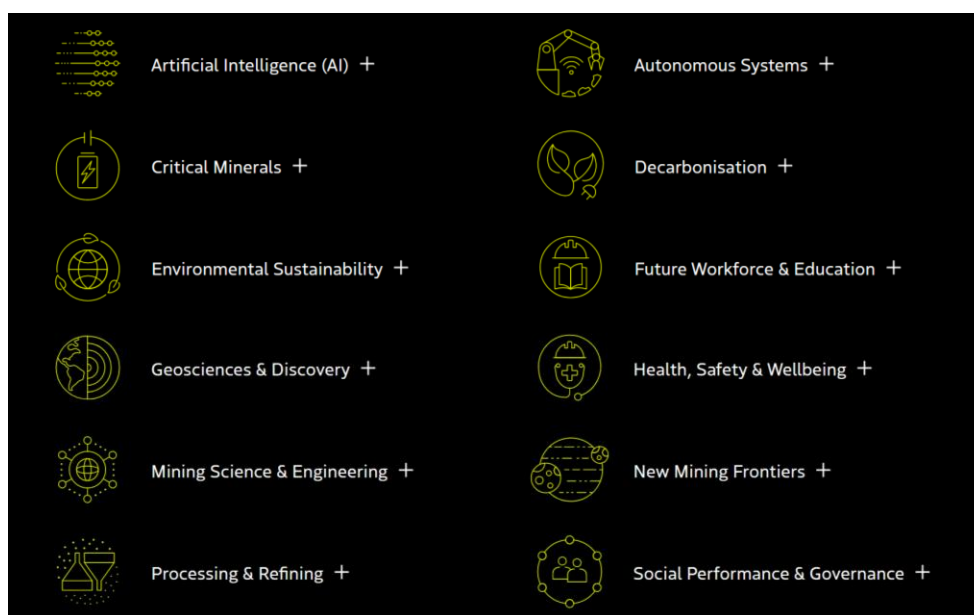 Artificial Intelligence (AI) +
Autonomous Systems +
Critical Minerals +
Decarbonisation +
Environmental Sustainability +
Future Workforce & Education +
Geosciences & Discovery +
Health, Safety & Wellbeing +
Mining Science & Engineering +
New Mining Frontiers +
Processing & Refining +
Social Performance & Governance +